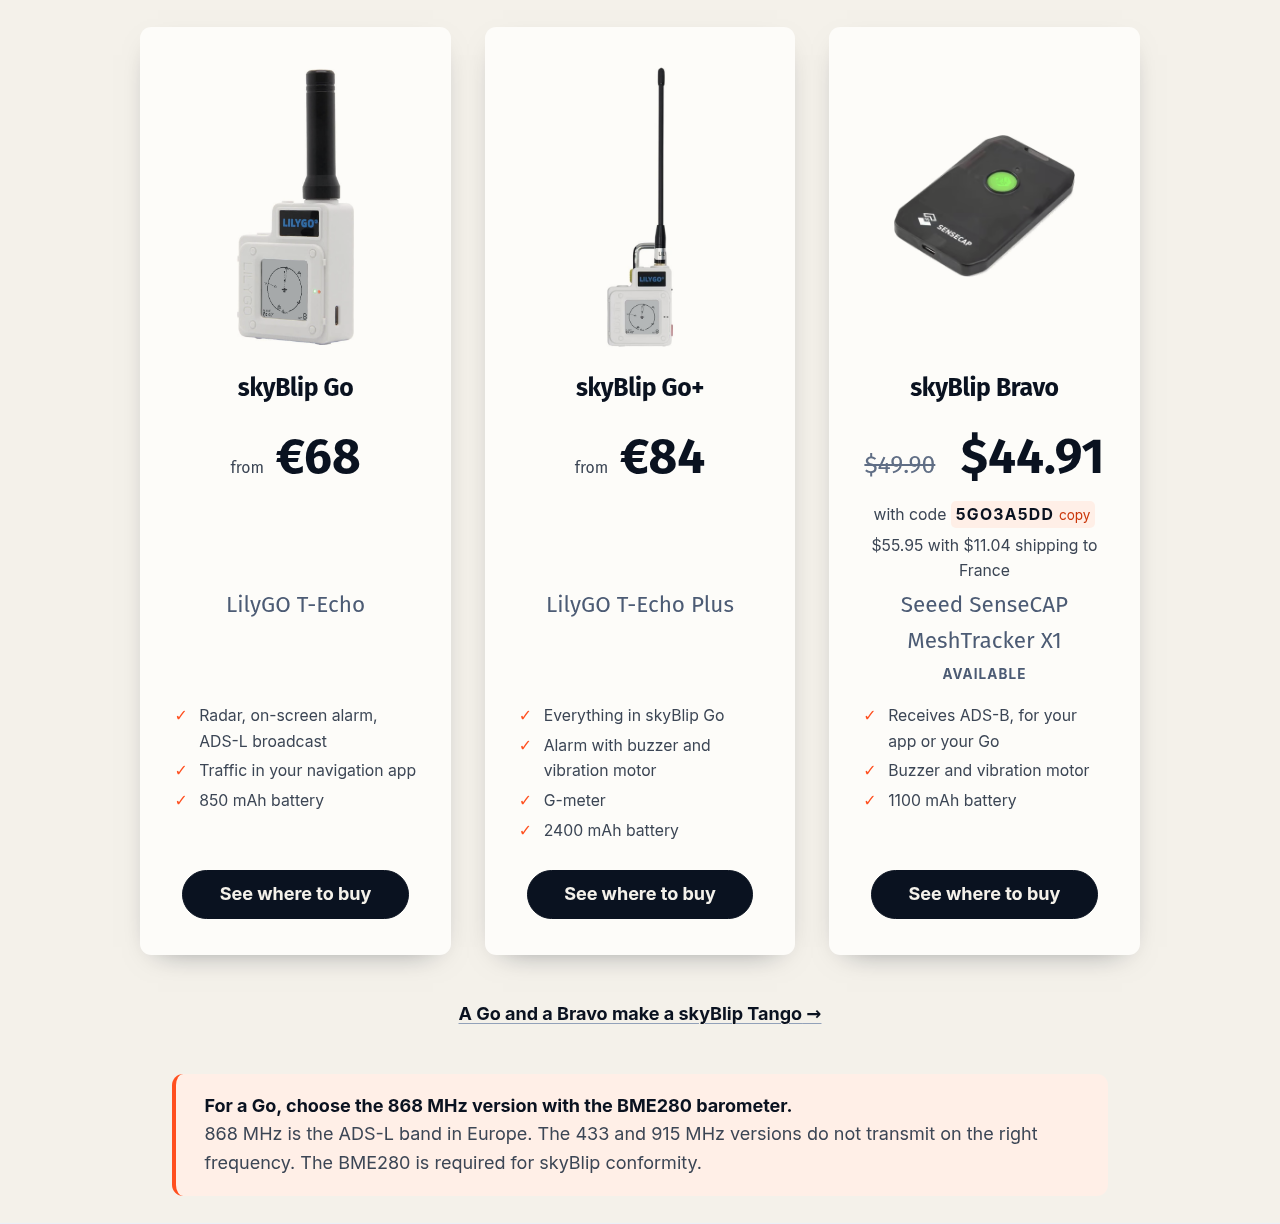 LILYGO
LILYGO
SENSECAP
skyBlip Go
skyBlip Go+
skyBlip Bravo
from €68
from €84
$49.90 $44.91
with code 5GO3A5DD copy
$55.95 with $11.04 shipping to
France
LilyGO T-Echo
LilyGO T-Echo Plus
Seeed SenseCAP
MeshTracker X1
AVAILABLE
✓ Radar, on-screen alarm,
ADS-L broadcast
✓ Traffic in your navigation app
✓ 850 mAh battery
✓ Everything in skyBlip Go
✓ Alarm with buzzer and
vibration motor
✓ G-meter
✓ 2400 mAh battery
✓ Receives ADS-B, for your
app or your Go
✓ Buzzer and vibration motor
✓ 1100 mAh battery
See where to buy
See where to buy
See where to buy
A Go and a Bravo make a skyBlip Tango →
For a Go, choose the 868 MHz version with the BME280 barometer.
868 MHz is the ADS-L band in Europe. The 433 and 915 MHz versions do not transmit on the right
frequency. The BME280 is required for skyBlip conformity.